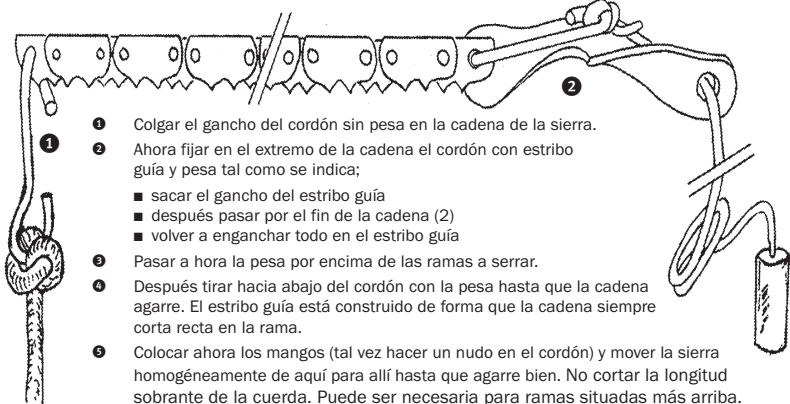 ❷
❶
❶ Colgar el gancho del cordón sin pesa en la cadena de la sierra.
❷ Ahora fijar en el extremo de la cadena el cordón con estribo
guía y pesa tal como se indica;
■ sacar el gancho del estribo guía
■ después pasar por el fin de la cadena (2)
■ volver a enganchar todo en el estribo guía
❸ Pasar a hora la pesa por encima de las ramas a serrar.
❹ Después tirar hacia abajo del cordón con la pesa hasta que la cadena
agarre. El estribo guía está construido de forma que la cadena siempre
corta recta en la rama.
❺ Colocar ahora los mangos (tal vez hacer un nudo en el cordón) y mover la sierra
homogéneamente de aquí para allí hasta que agarre bien. No cortar la longitud
sobrante de la cuerda. Puede ser necesaria para ramas situadas más arriba.